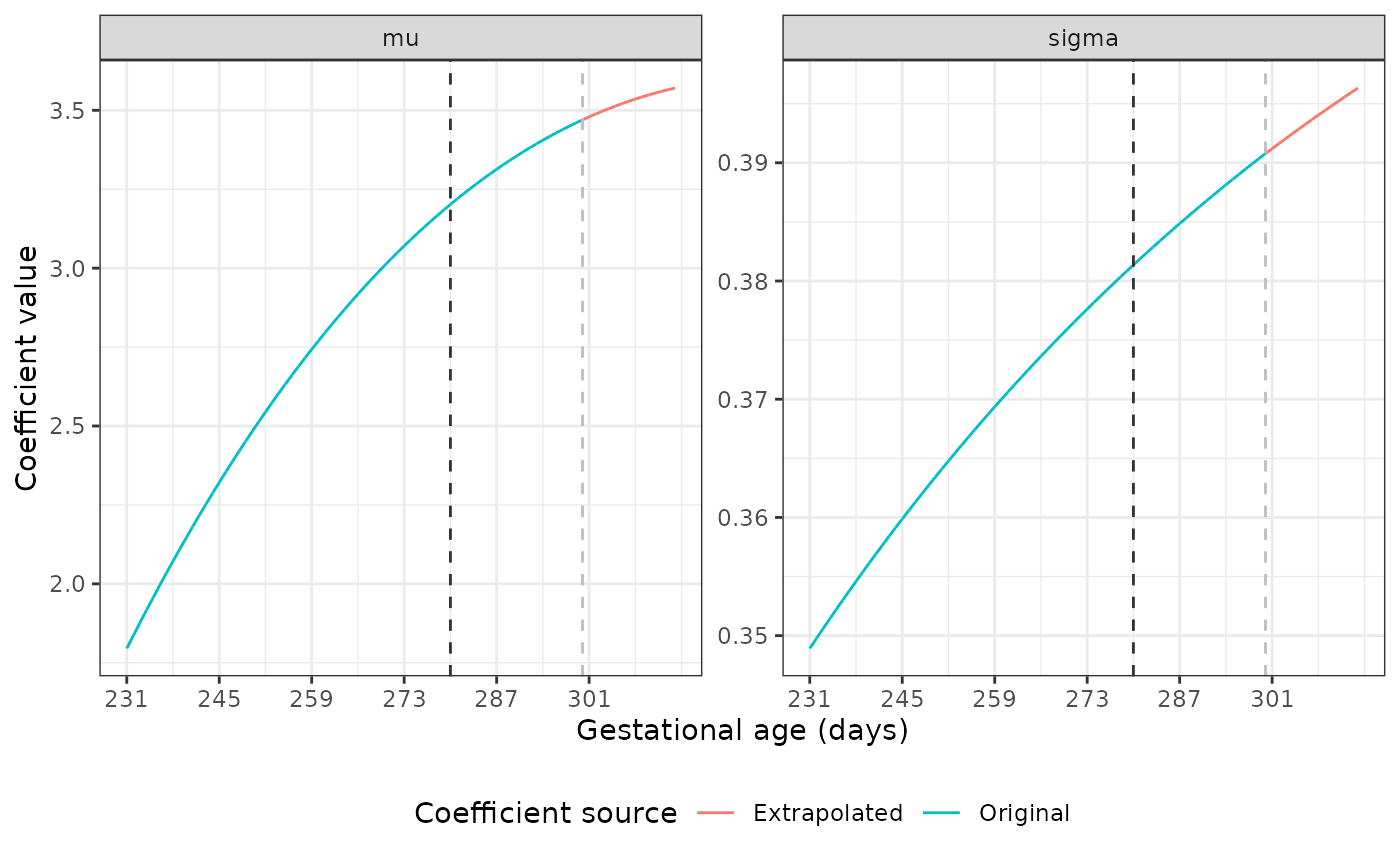 mu
sigma
Coefficient value
3.5
3.0
2.5
2.0
0.39
0.38
0.37
0.36
0.35
231 245 259 273 287 301
231 245 259 273 287 301
Gestational age (days)
Coefficient source Extrapolated Original